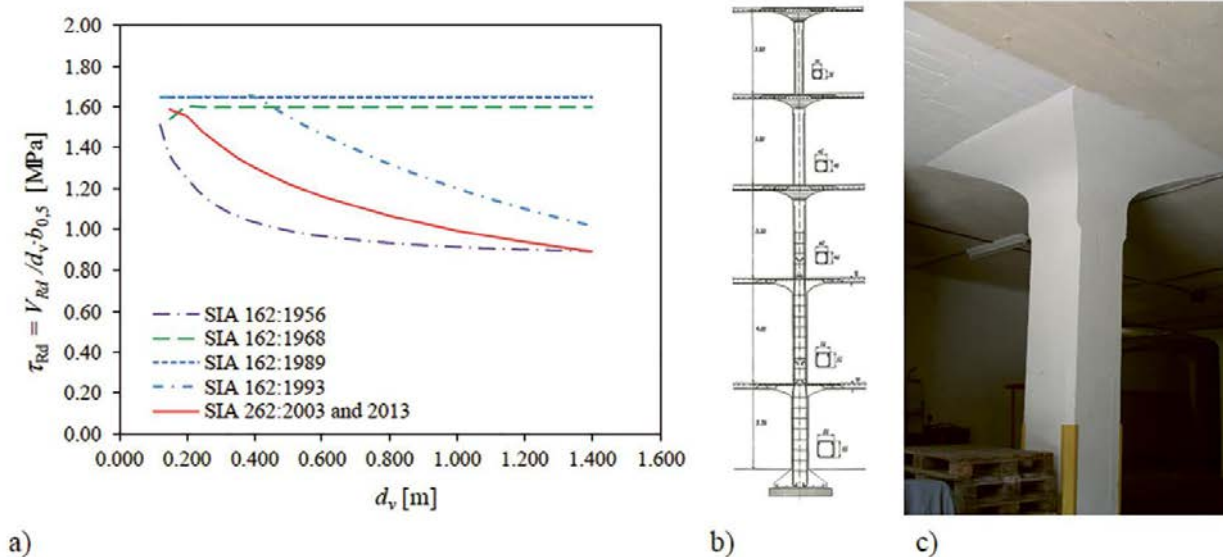 2.00
1.80
1.60
1.40
1.20
1.00
0.80
0.60
0.40
0.20
0.00
τRd = VRd /dv·b0,5 [MPa]
SIA 162:1956
SIA 162:1968
SIA 162:1989
SIA 162:1993
SIA 262:2003 and 2013
0.000 0.200 0.400 0.600 0.800 1.000 1.200 1.400 1.600
dv [m]
a)
b)
c)